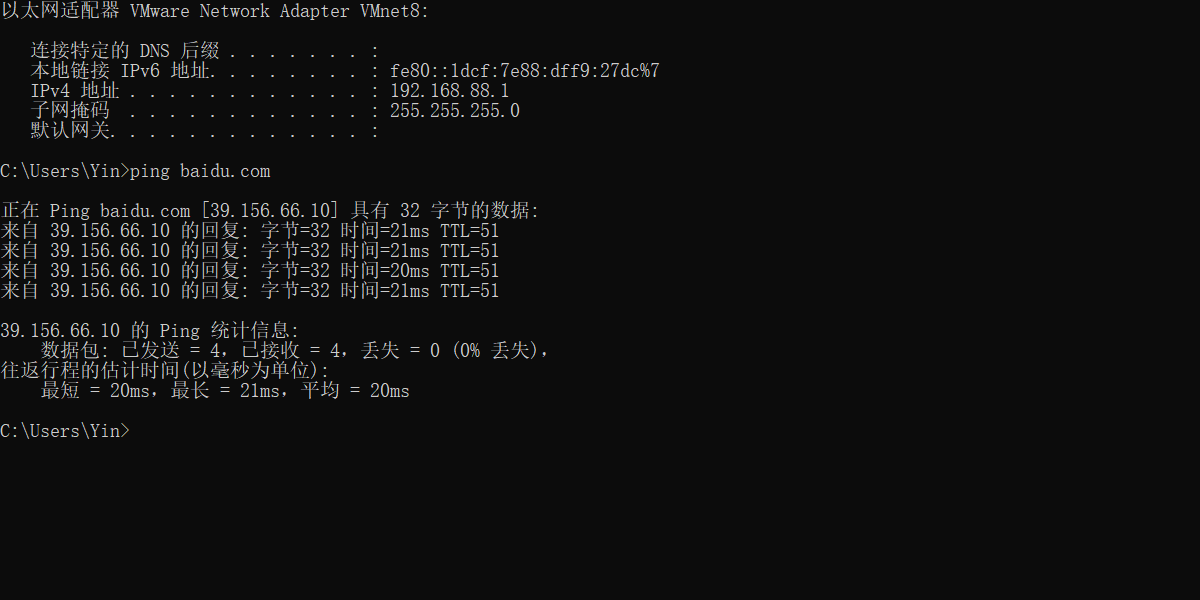 以太网适配器 VMware Network Adapter VMnet8:
连接特定的 DNS 后缀 . . . . . . . :
本地链接 IPv6 地址. . . . . . . . : fe80::1dcf:7e88:dff9:27dc%7
IPv4 地址 . . . . . . . . . . . . : 192.168.88.1
子网掩码  . . . . . . . . . . . . : 255.255.255.0
默认网关. . . . . . . . . . . . . :
C:\Users\Yin>ping baidu.com
正在 Ping baidu.com [39.156.66.10] 具有 32 字节的数据:
来自 39.156.66.10 的回复: 字节=32 时间=21ms TTL=51
来自 39.156.66.10 的回复: 字节=32 时间=21ms TTL=51
来自 39.156.66.10 的回复: 字节=32 时间=20ms TTL=51
来自 39.156.66.10 的回复: 字节=32 时间=21ms TTL=51
39.156.66.10 的 Ping 统计信息:
数据包: 已发送 = 4，已接收 = 4，丢失 = 0 (0% 丢失)，
往返行程的估计时间(以毫秒为单位):
最短 = 20ms，最长 = 21ms，平均 = 20ms
C:\Users\Yin>